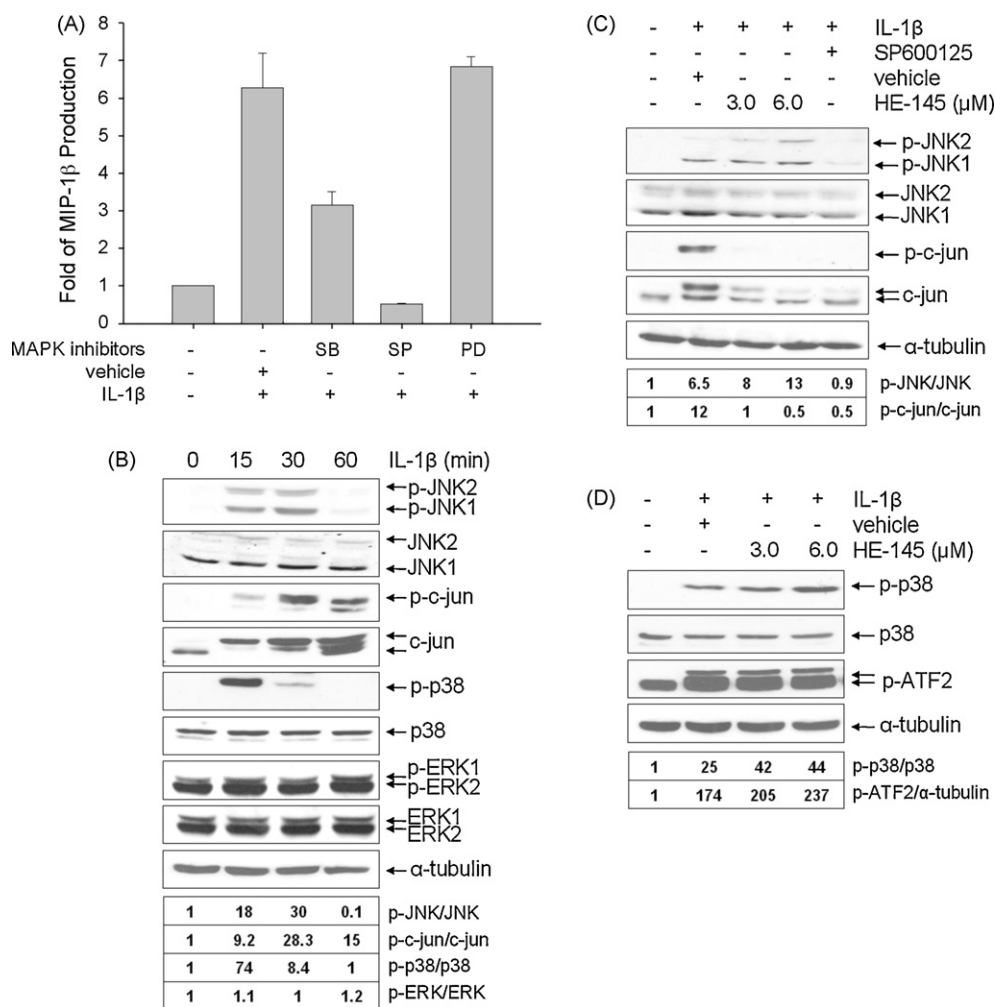 (A)
Fold of MIP-1β Production
8
7
6
5
4
3
2
1
0
MAPK inhibitors - - SB SP PD
vehicle - + - - -
IL-1β - + + + +
(B)
0 15 30 60 IL-1β (min)
p-JNK2
p-JNK1
JNK2
JNK1
p-c-jun
c-jun
p-p38
p38
p-ERK1
p-ERK2
ERK1
ERK2
α-tubulin
1 18 30 0.1 p-JNK/JNK
1 9.2 28.3 15 p-c-jun/c-jun
1 74 8.4 1 p-p38/p38
1 1.1 1 1.2 p-ERK/ERK
(C)
- + + + + IL-1β
- - - - + SP600125
- + - - - vehicle
- - 3.0 6.0 - HE-145 (μM)
p-JNK2
p-JNK1
JNK2
JNK1
p-c-jun
c-jun
α-tubulin
1 6.5 8 13 0.9 p-JNK/JNK
1 12 1 0.5 0.5 p-c-jun/c-jun
(D)
- + + + IL-1β
- + - - vehicle
- - 3.0 6.0 HE-145 (μM)
p-p38
p38
p-ATF2
α-tubulin
1 25 42 44 p-p38/p38
1 174 205 237 p-ATF2/α-tubulin